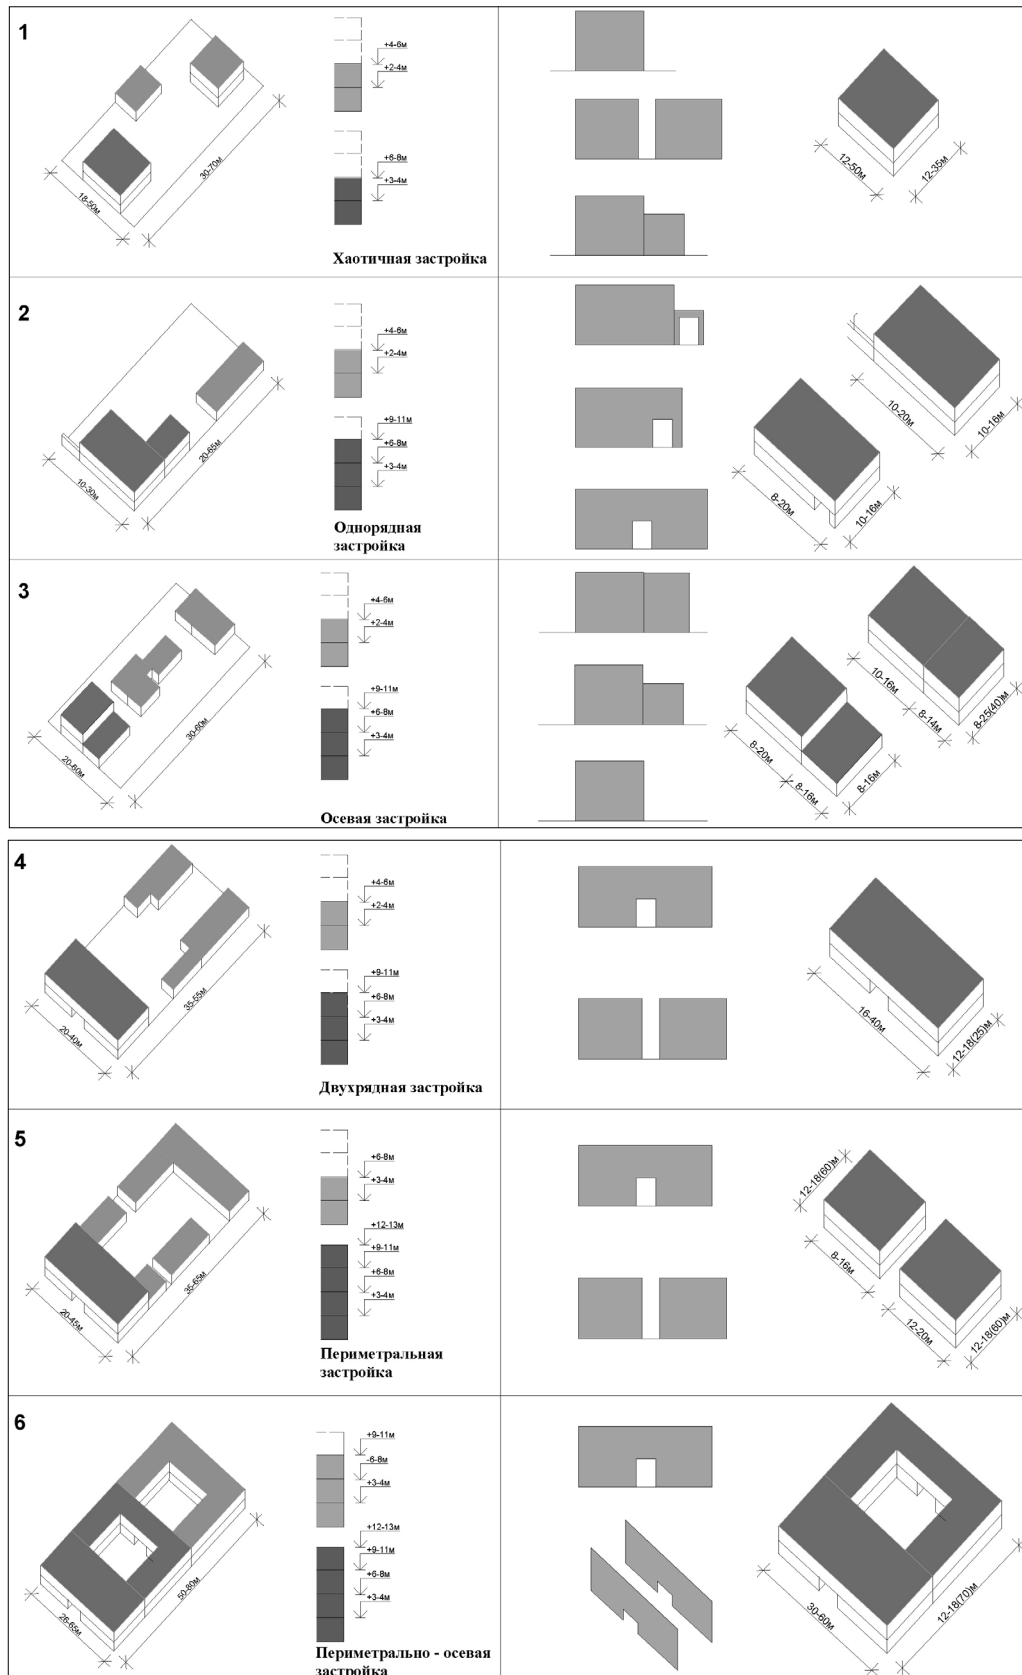 1
+4-6м
+2-4м
30-70м
18-50м
+6-8м
+3-4м
Хаотичная застройка
12-50м
12-35м
2
+4-6м
+2-4м
20-65м
10-30м
+9-11м
+6-8м
+3-4м
Однорядная
застройка
10-20м
10-16м
8-20м
10-16м
3
+4-6м
+2-4м
30-60м
20-60м
+9-11м
+6-8м
+3-4м
Осевая застройка
10-16м
8-14м
8-25(40)м
8-20м
8-16м
8-16м
4
+4-6м
+2-4м
35-55м
20-40м
+9-11м
+6-8м
+3-4м
Двухрядная застройка
16-40м
12-18(25)м
5
+6-8м
+3-4м
35-65м
20-45м
+12-13м
+9-11м
+6-8м
+3-4м
Периметральная
застройка
12-18(60)м
8-16м
12-20м
12-18(60)м
6
+9-11м
-6-8м
+3-4м
50-80м
26-65м
+12-13м
+9-11м
+6-8м
+3-4м
Периметрально - осевая
застройка
30-60м
12-18(70)м